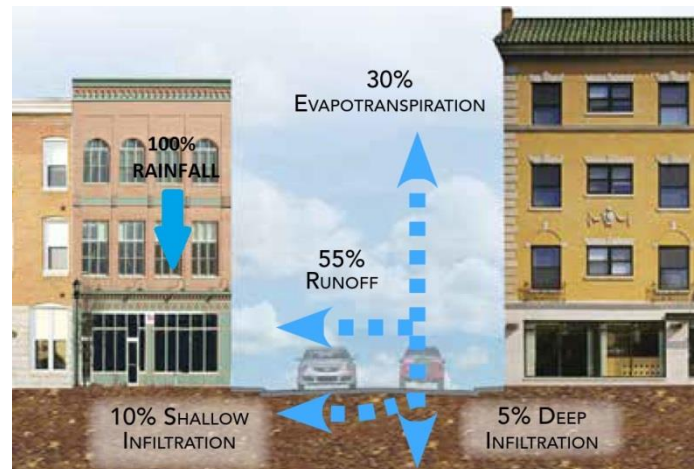 30%
EVAPOTRANSPIRATION
100%
RAINFALL
55%
RUNOFF
10% SHALLOW
INFILTRATION
5% DEEP
INFILTRATION